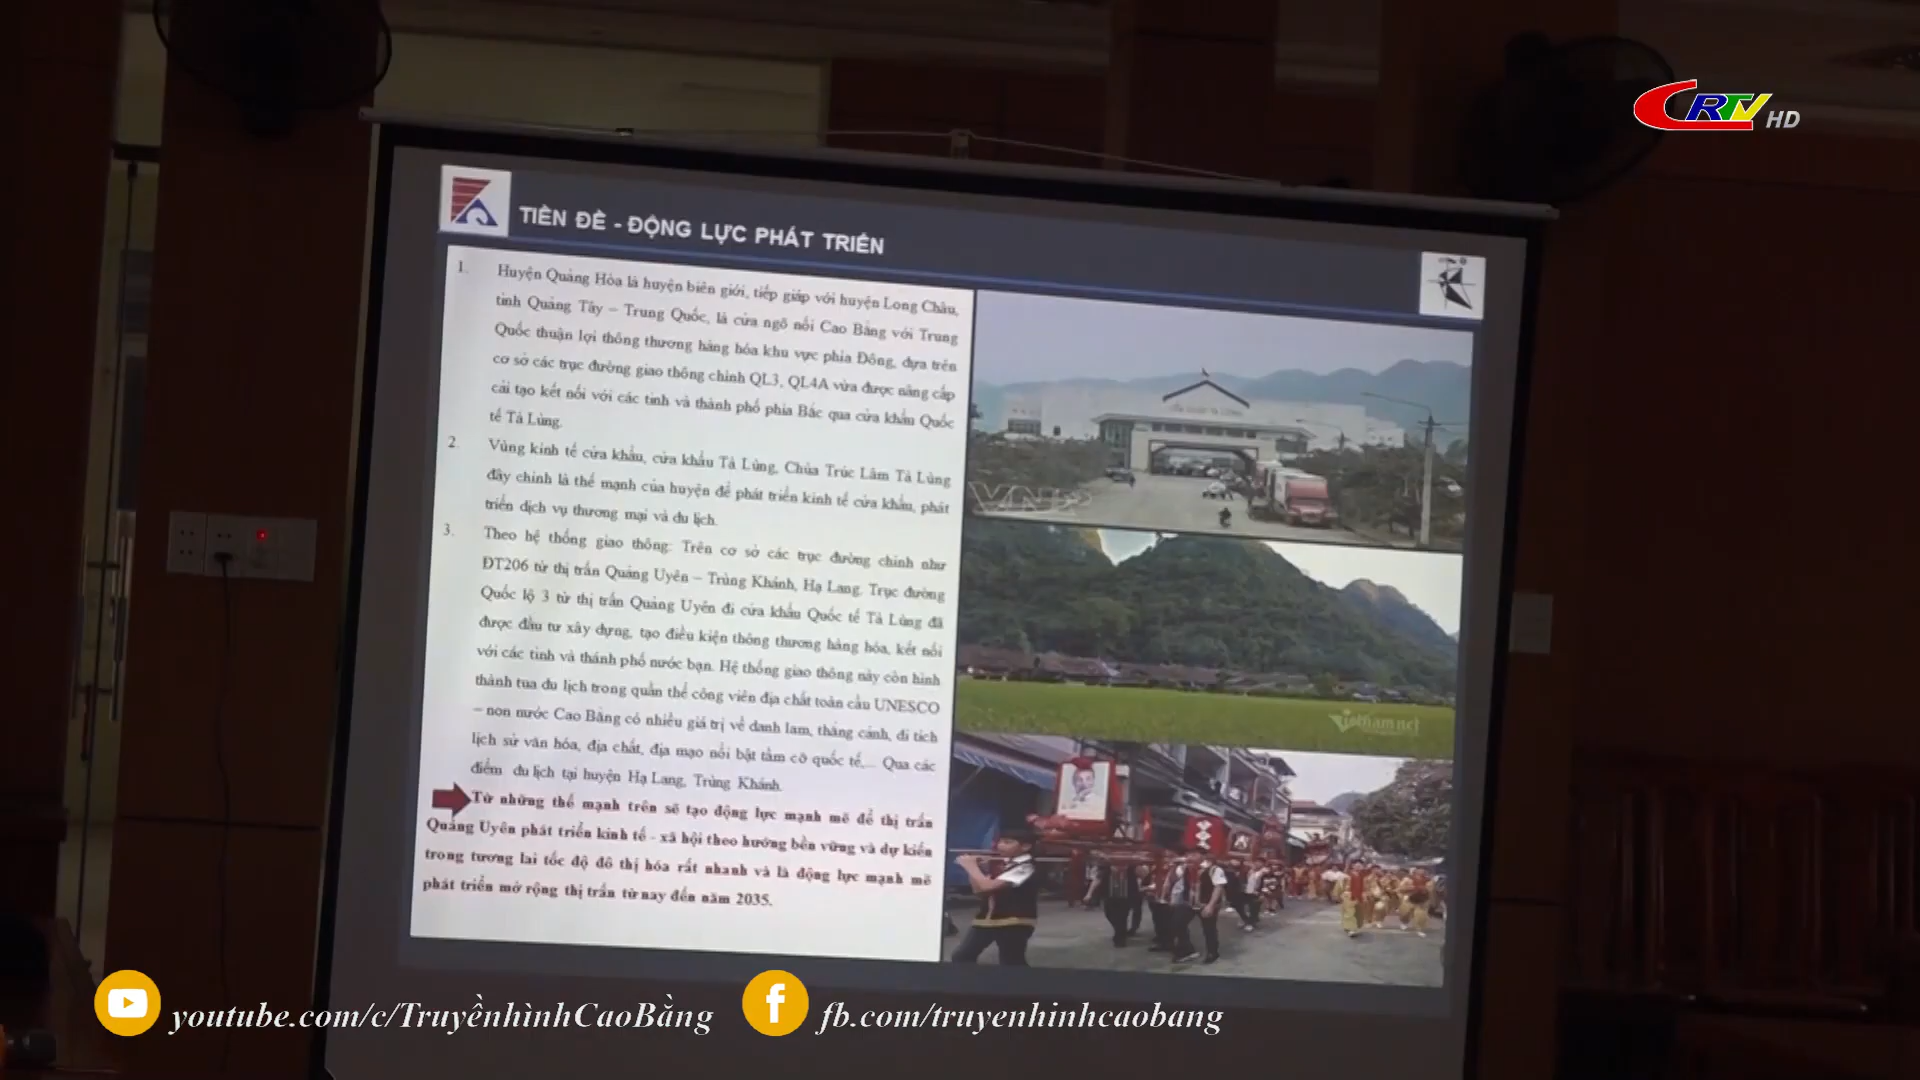 CRTV HD
TIỀN ĐỀ - ĐỘNG LỰC PHÁT TRIỂN
1. Huyện Quảng Hòa là huyện biên giới, tiếp giáp với huyện Long Châu,
tỉnh Quảng Tây – Trung Quốc, là cửa ngõ nối Cao Bằng với Trung
Quốc thuận lợi thông thương hàng hóa khu vực phía Đông, dựa trên
cơ sở các trục đường giao thông chính QL3, QL4A vừa được nâng cấp
cải tạo kết nối với các tỉnh và thành phố phía Bắc qua cửa khẩu Quốc
tế Tà Lùng.
2. Vùng kinh tế cửa khẩu, cửa khẩu Tà Lùng, Chùa Trúc Lâm Tà Lùng
đây chính là thế mạnh của huyện để phát triển kinh tế cửa khẩu, phát
triển dịch vụ thương mại và du lịch.
3. Theo hệ thống giao thông: Trên cơ sở các trục đường chính như
ĐT206 từ thị trấn Quảng Uyên – Trùng Khánh, Hạ Lang. Trục đường
Quốc lộ 3 từ thị trấn Quảng Uyên đi cửa khẩu Quốc tế Tà Lùng đã
được đầu tư xây dựng, tạo điều kiện thông thương hàng hóa, kết nối
với các tỉnh và thánh phố nước bạn. Hệ thống giao thông này còn hình
thành tua du lịch trong quần thể công viên địa chất toàn cầu UNESCO
– non nước Cao Bằng có nhiều giá trị về danh lam, thắng cảnh, di tích
lịch sử văn hóa, địa chất, địa mạo nổi bật tầm cỡ quốc tế,... Qua các
điểm du lịch tại huyện Hạ Lang, Trùng Khánh.
Từ những thế mạnh trên sẽ tạo động lực mạnh mẽ để thị trấn
Quảng Uyên phát triển kinh tế - xã hội theo hướng bền vững và dự kiến
trong tương lai tốc độ đô thị hóa rất nhanh và là động lực mạnh mẽ
phát triển mở rộng thị trấn từ nay đến năm 2035.
vietnamnet
youtube.com/c/TruyềnhìnhCaoBằng
fb.com/truyenhinhcaobang